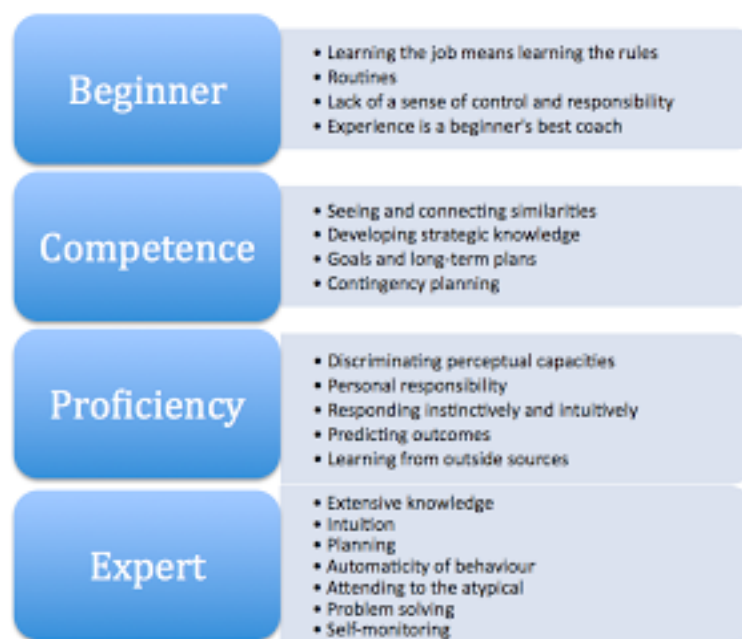 Beginner
• Learning the job means learning the rules
• Routines
• Lack of a sense of control and responsibility
• Experience is a beginner's best coach
Competence
• Seeing and connecting similarities
• Developing strategic knowledge
• Goals and long-term plans
• Contingency planning
Proficiency
• Discriminating perceptual capacities
• Personal responsibility
• Responding instinctively and intuitively
• Predicting outcomes
• Learning from outside sources
Expert
• Extensive knowledge
• Intuition
• Planning
• Automaticity of behaviour
• Attending to the atypical
• Problem solving
• Self-monitoring